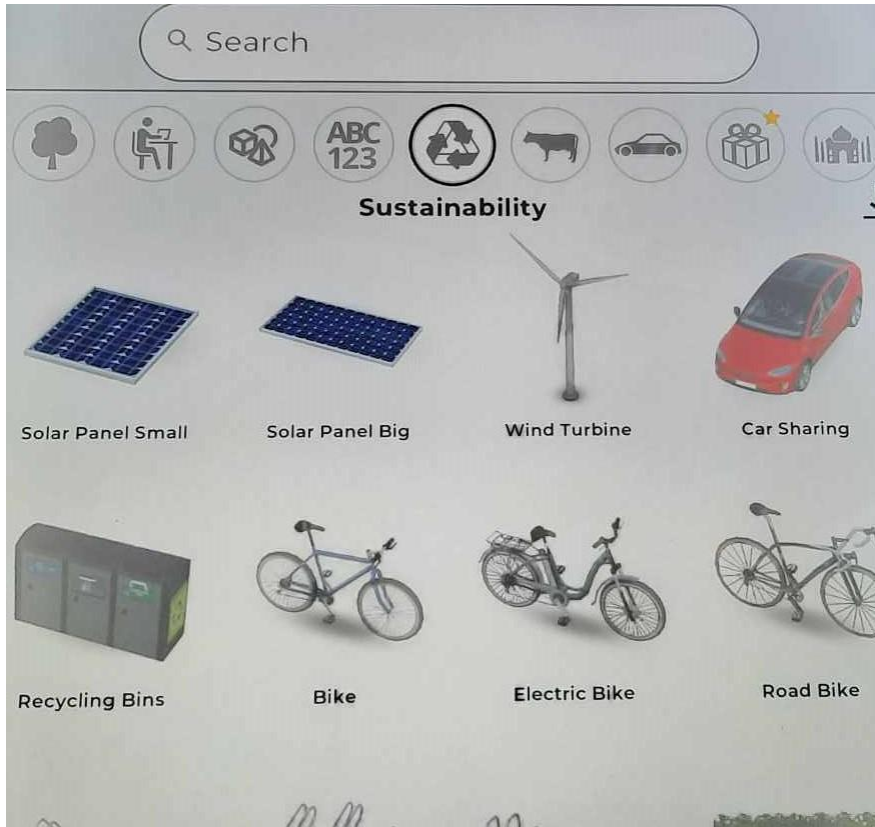 Search
ABC
123
Sustainability
Solar Panel Small
Solar Panel Big
Wind Turbine
Car Sharing
Recycling Bins
Bike
Electric Bike
Road Bike